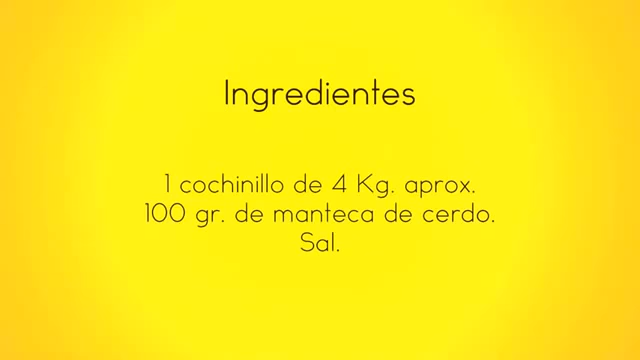 Ingredientes
1 cochinillo de 4 Kg. aprox.
100 gr. de manteca de cerdo.
Sal.